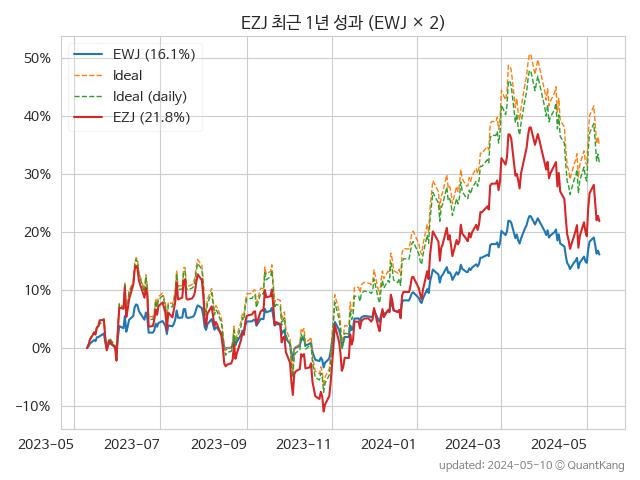 EZJ 최근 1년 성과 (EWJ × 2)
EWJ (16.1%)
Ideal
Ideal (daily)
EZJ (21.8%)
50%
40%
30%
20%
10%
0%
−10%
2023-05
2023-07
2023-09
2023-11
2024-01
2024-03
2024-05
updated: 2024-05-10 © QuantKang